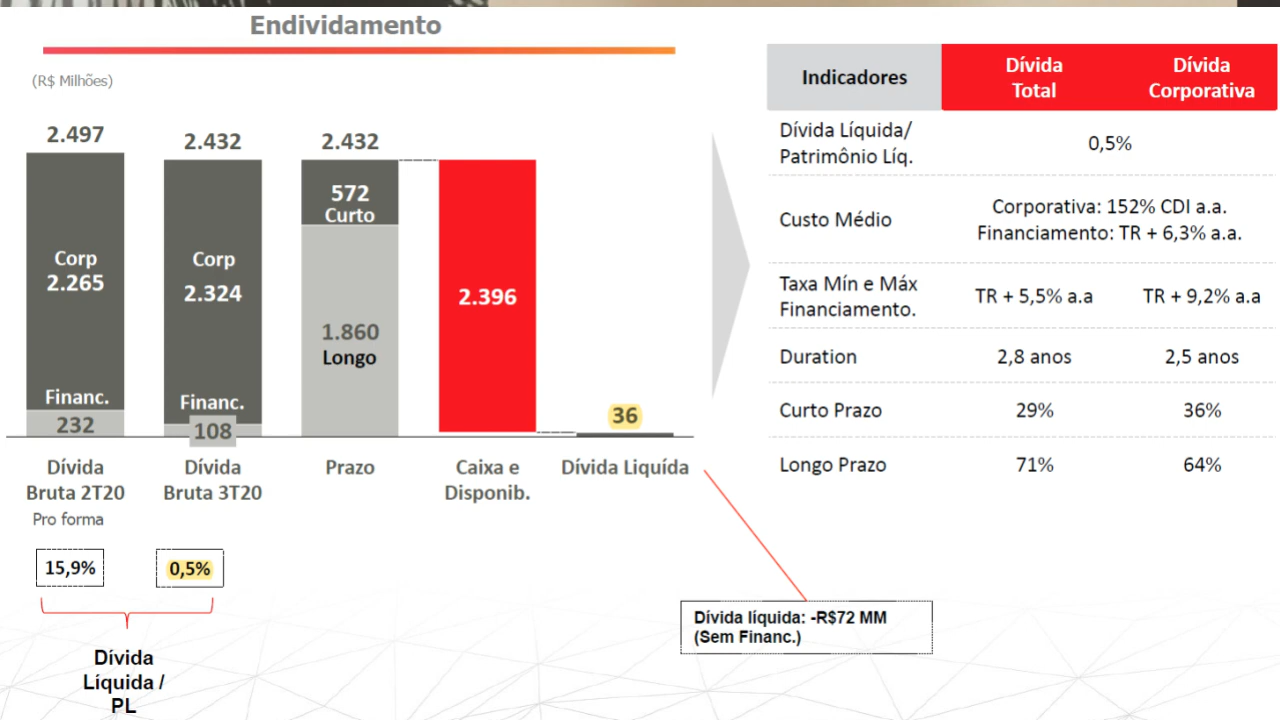 Endividamento
(R$ Milhões)
2.497
2.432
2.432
572
Curto
Corp
2.265
Corp
2.324
2.396
1.860
Longo
Financ.
232
Financ.
108
36
Dívida
Bruta 2T20
Pro forma
Dívida
Bruta 3T20
Prazo
Caixa e
Disponib.
Dívida Liquída
15,9%
0,5%
Dívida
Líquida /
PL
Dívida líquida: -R$72 MM
(Sem Financ.)
Indicadores
Dívida
Total
Dívida
Corporativa
Dívida Líquida/
Patrimônio Líq.
0,5%
Custo Médio
Corporativa: 152% CDI a.a.
Financiamento: TR + 6,3% a.a.
Taxa Mín e Máx
Financiamento.
TR + 5,5% a.a
TR + 9,2% a.a
Duration
2,8 anos
2,5 anos
Curto Prazo
29%
36%
Longo Prazo
71%
64%